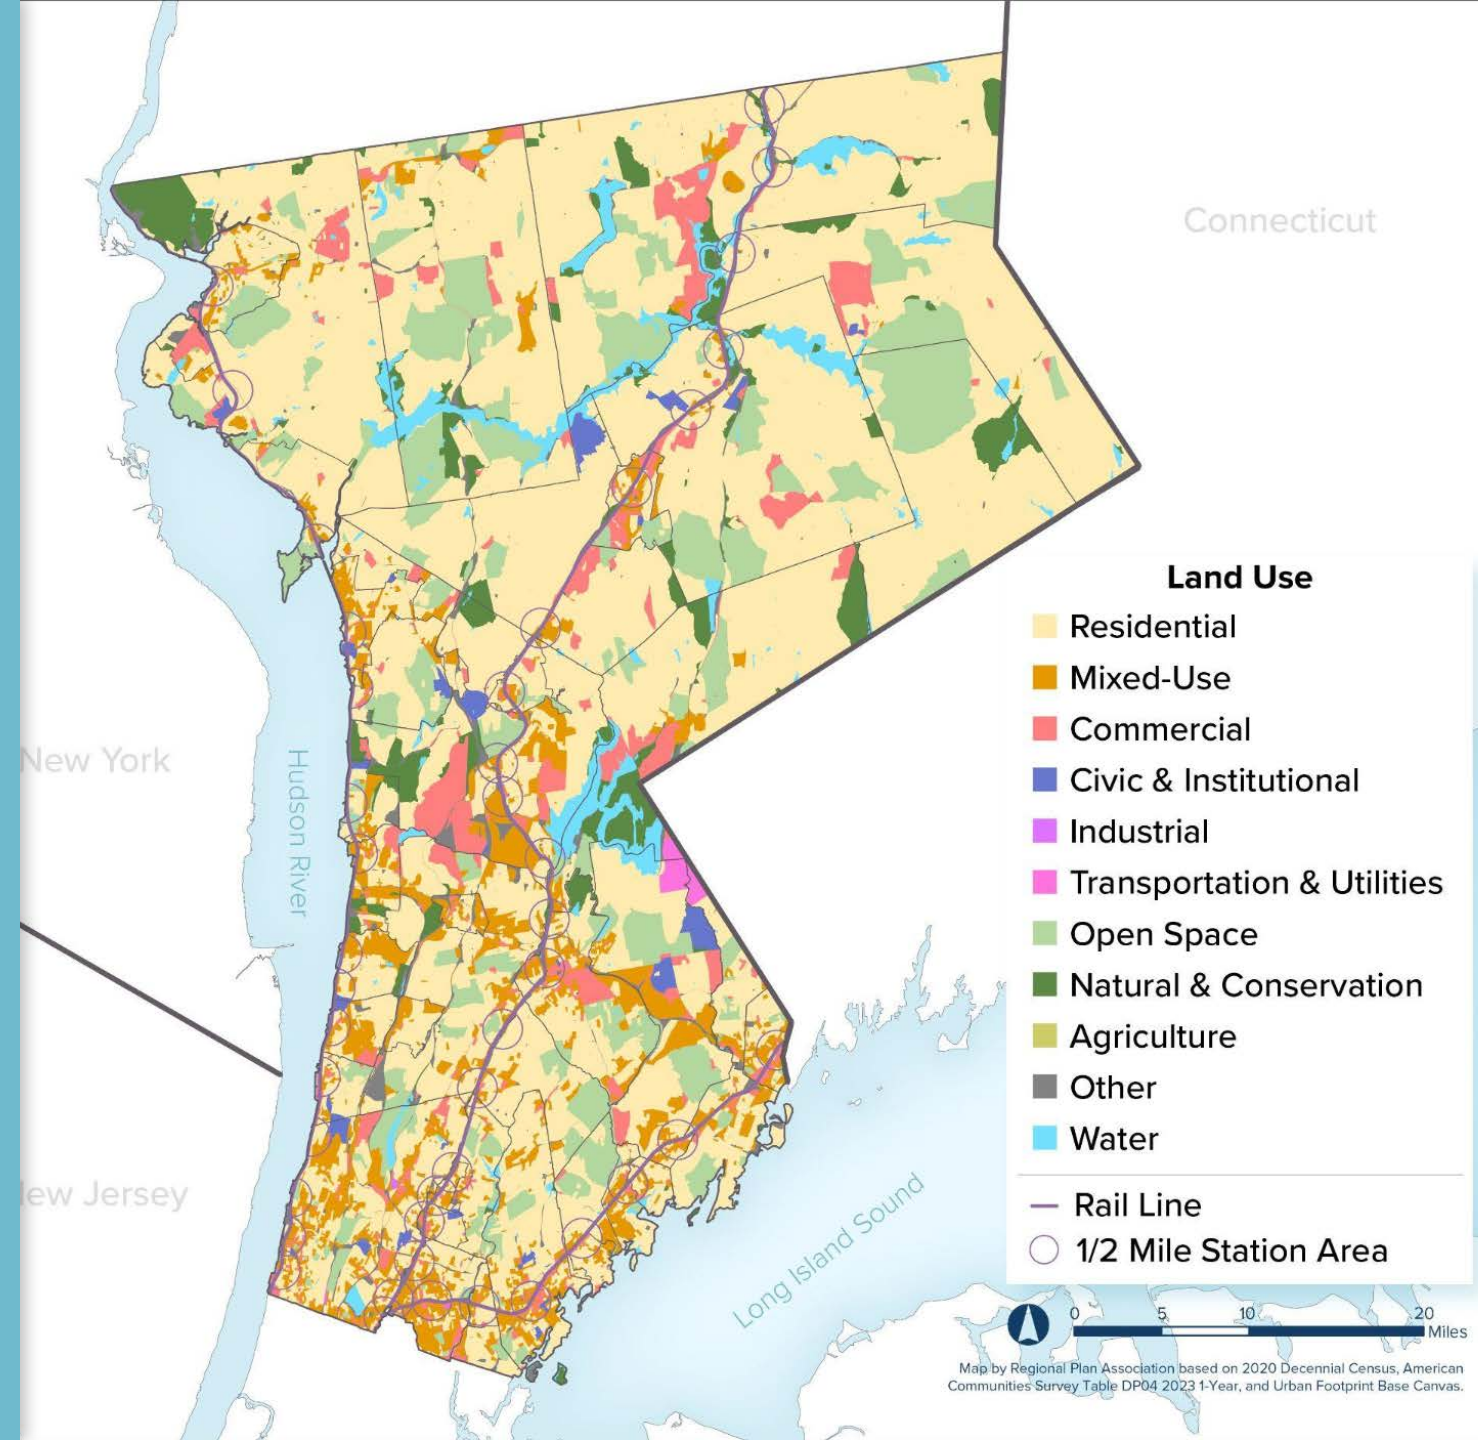 Connecticut
New York
Hudson River
ew Jersey
Long Island Sound
Land Use
Residential
Mixed-Use
Commercial
Civic & Institutional
Industrial
Transportation & Utilities
Open Space
Natural & Conservation
Agriculture
Other
Water
Rail Line
1/2 Mile Station Area
0 5 10 20
Miles
Map by Regional Plan Association based on 2020 Decennial Census, American
Communities Survey Table DP04 2023 1-Year, and Urban Footprint Base Canvas.